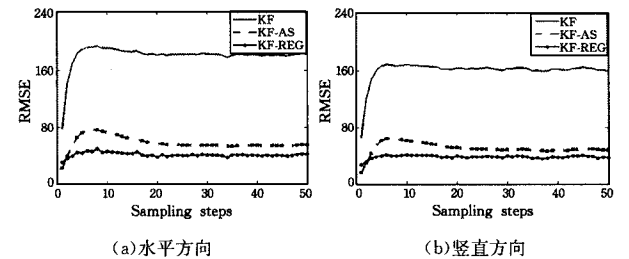 240
160
80
0
RMSE
KF
KF-AS
KF-REG
0 10 20 30 40 50
Sampling steps
(a)水平方向
240
160
80
0
RMSE
KF
KF-AS
KF-REG
0 10 20 30 40 50
Sampling steps
(b)竖直方向